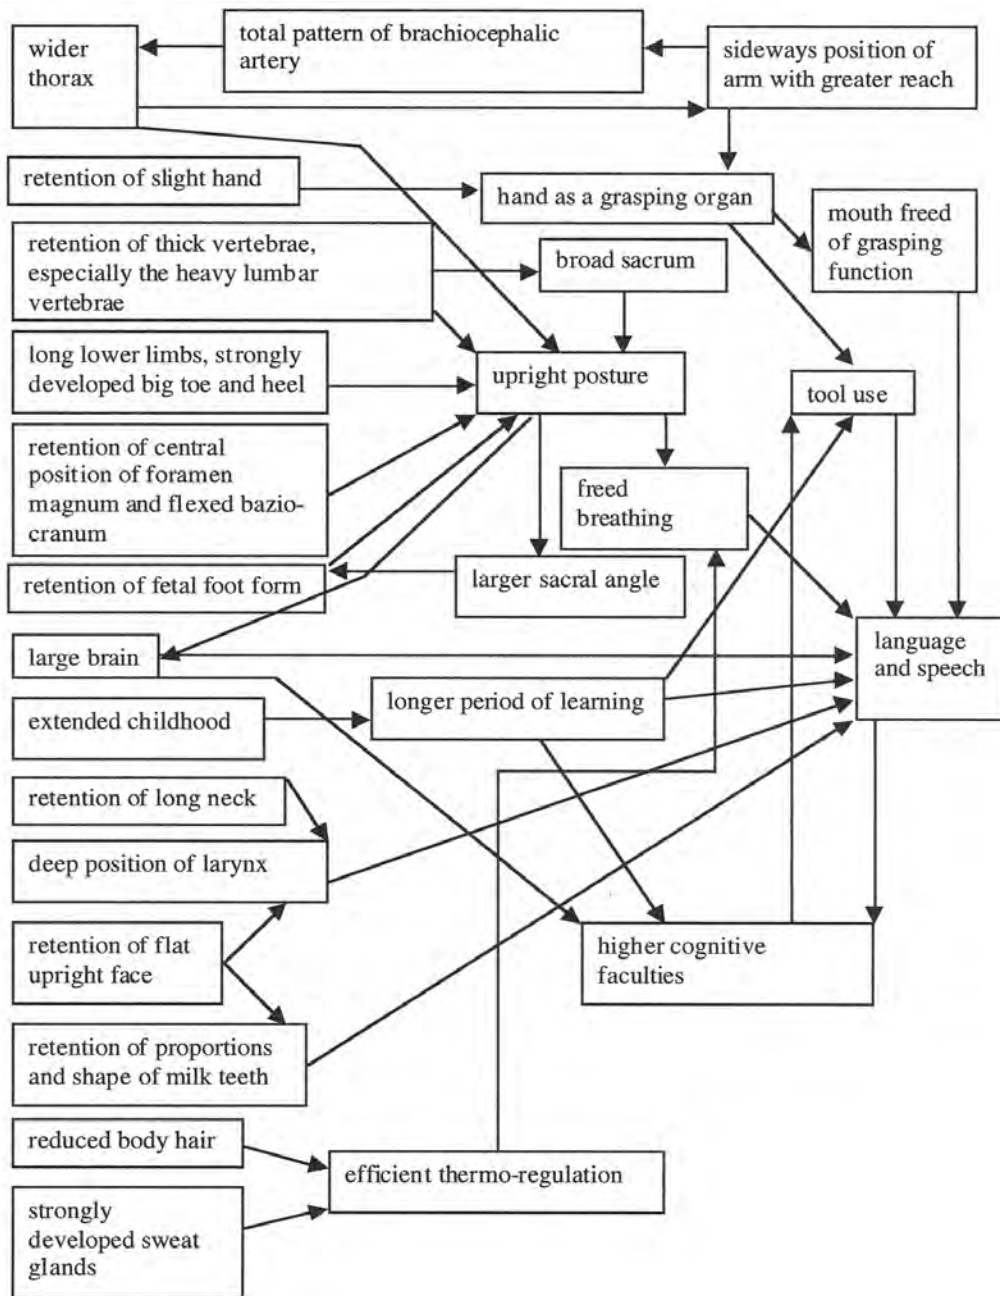 wider
thorax
total pattern of brachiocephalic
artery
sideways position of
arm with greater reach
retention of slight hand
hand as a grasping organ
mouth freed
of grasping
function
retention of thick vertebrae,
especially the heavy lumbar
vertebrae
broad sacrum
long lower limbs, strongly
developed big toe and heel
upright posture
tool use
retention of central
position of foramen
magnum and flexed bazio-
cranum
freed
breathing
retention of fetal foot form
larger sacral angle
large brain
language
and speech
extended childhood
longer period of learning
retention of long neck
deep position of larynx
retention of flat
upright face
higher cognitive
faculties
retention of proportions
and shape of milk teeth
reduced body hair
efficient thermo-regulation
strongly
developed sweat
glands